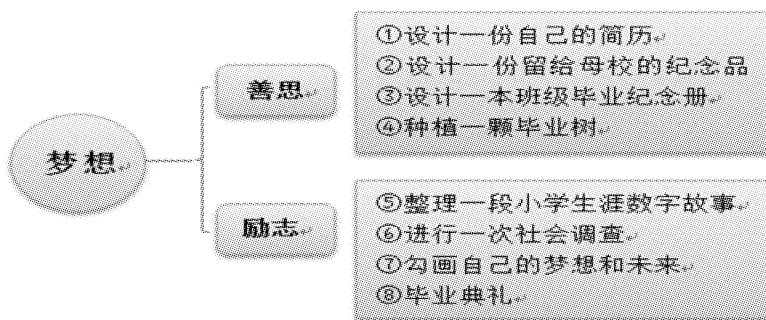 梦想
善思
①设计一份自己的简历
②设计一份留给母校的纪念品
③设计一本班级毕业纪念册
④种植一颗毕业树
励志
⑤整理一段小学生涯数字故事
⑥进行一次社会调查
⑦勾画自己的梦想和未来
⑧毕业典礼